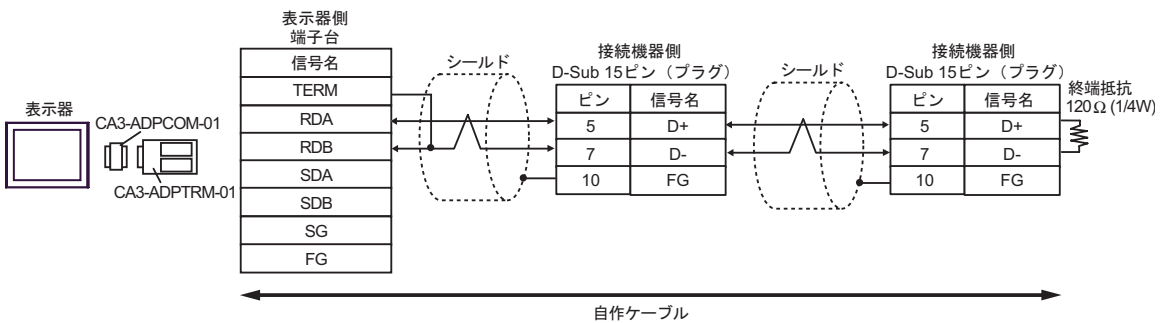 表示器
CA3-ADPCOM-01
CA3-ADPTRM-01
表示器側
端子台
信号名
TERM
RDA
RDB
SDA
SDB
SG
FG
シールド
接続機器側
D-Sub 15ピン（プラグ）
ピン 信号名
5 D+
7 D-
10 FG
シールド
接続機器側
D-Sub 15ピン（プラグ）
ピン 信号名
5 D+
7 D-
10 FG
終端抵抗
120Ω (1/4W)
自作ケーブル